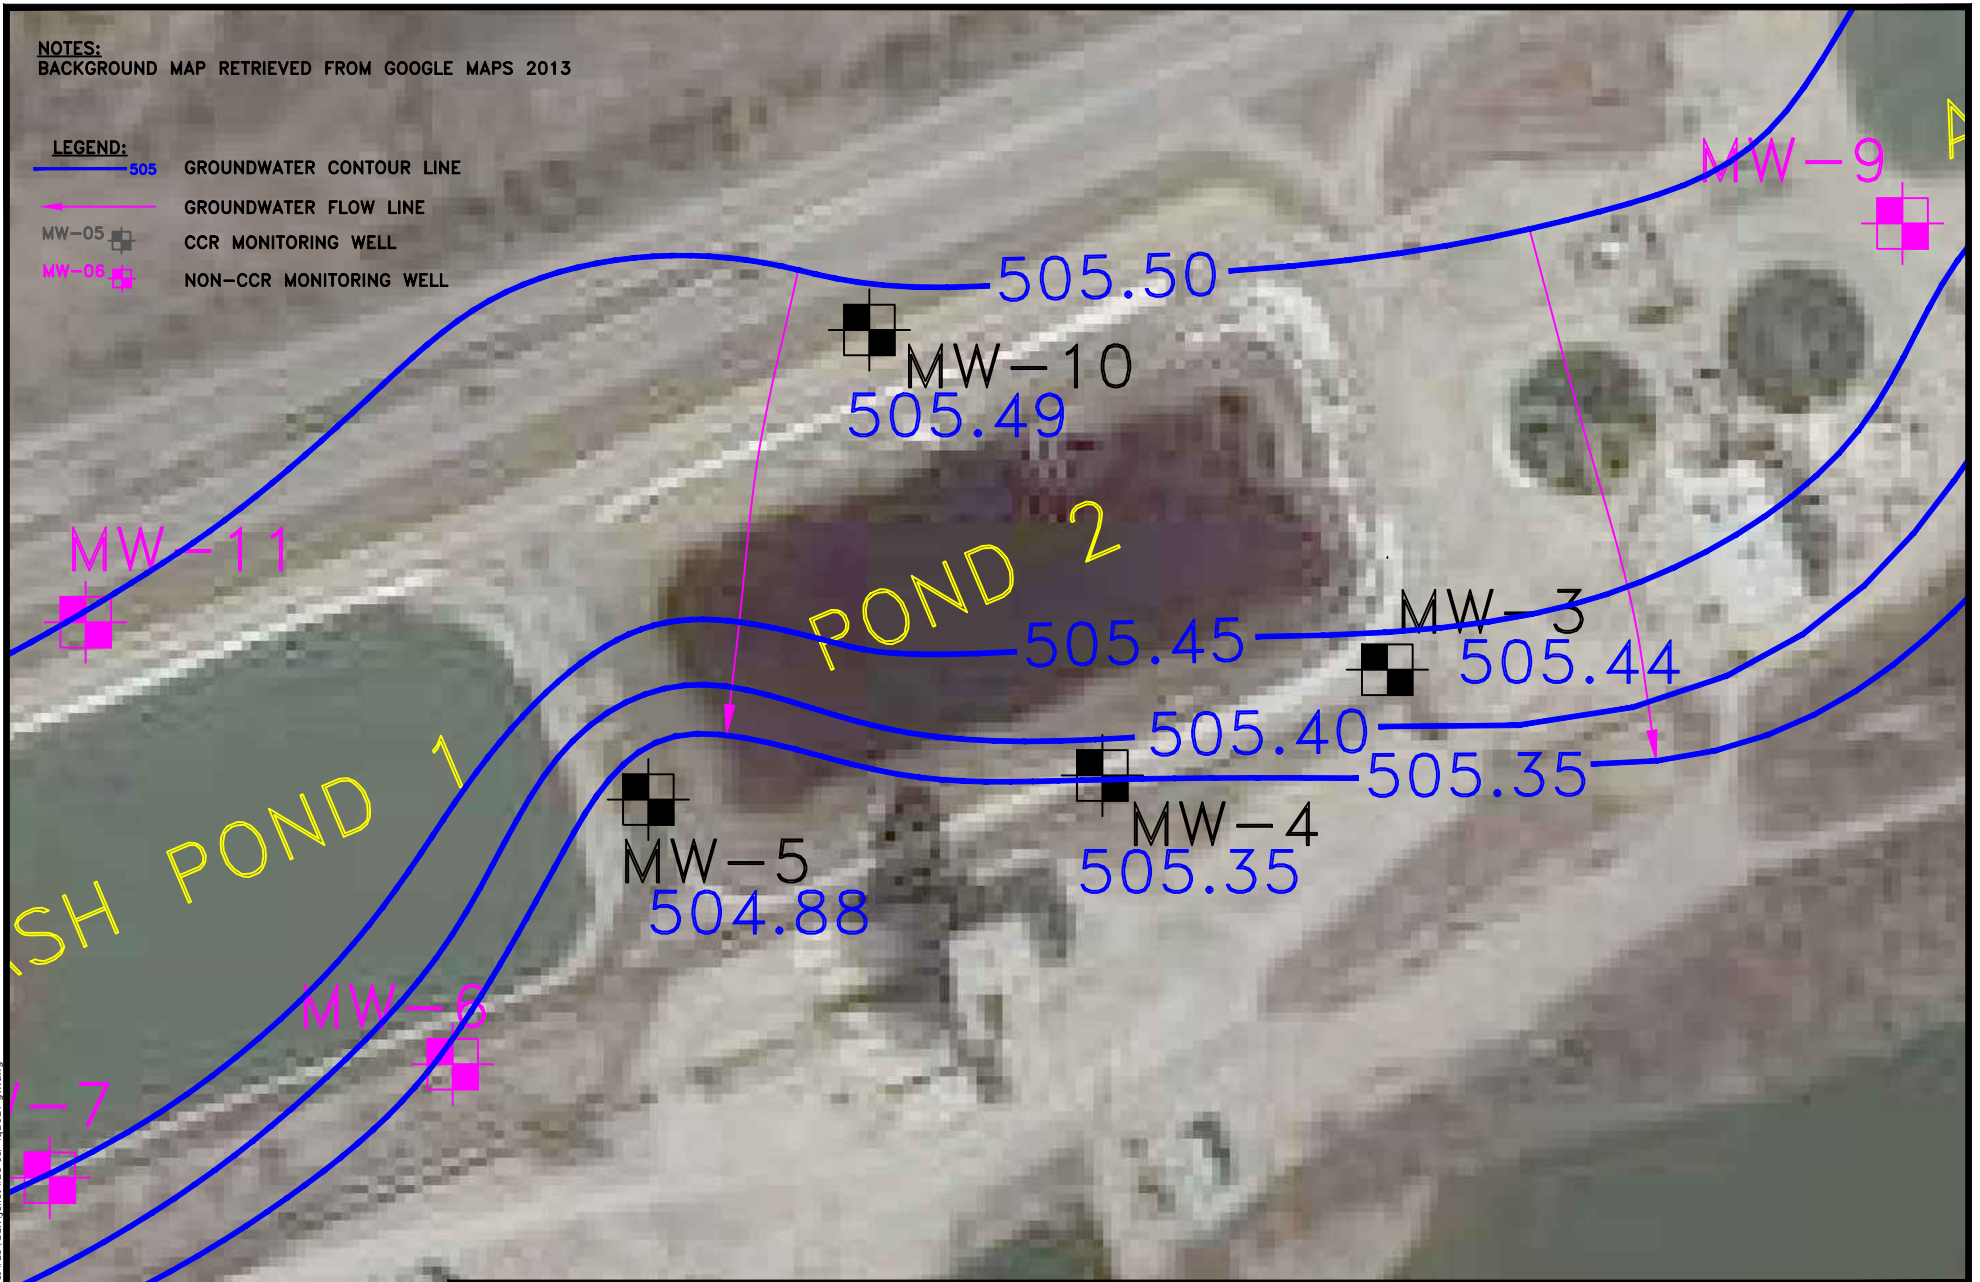 NOTES:
BACKGROUND MAP RETRIEVED FROM GOOGLE MAPS 2013
LEGEND:
505 GROUNDWATER CONTOUR LINE
GROUNDWATER FLOW LINE
MW-05 CCR MONITORING WELL
MW-06 NON-CCR MONITORING WELL
MW-9
A
505.50
MW-10
505.49
MW-11
POND 2
MW-3
505.44
505.45
505.40
505.35
ASH POND 1
MW-5
504.88
MW-4
505.35
MW-6
W-7